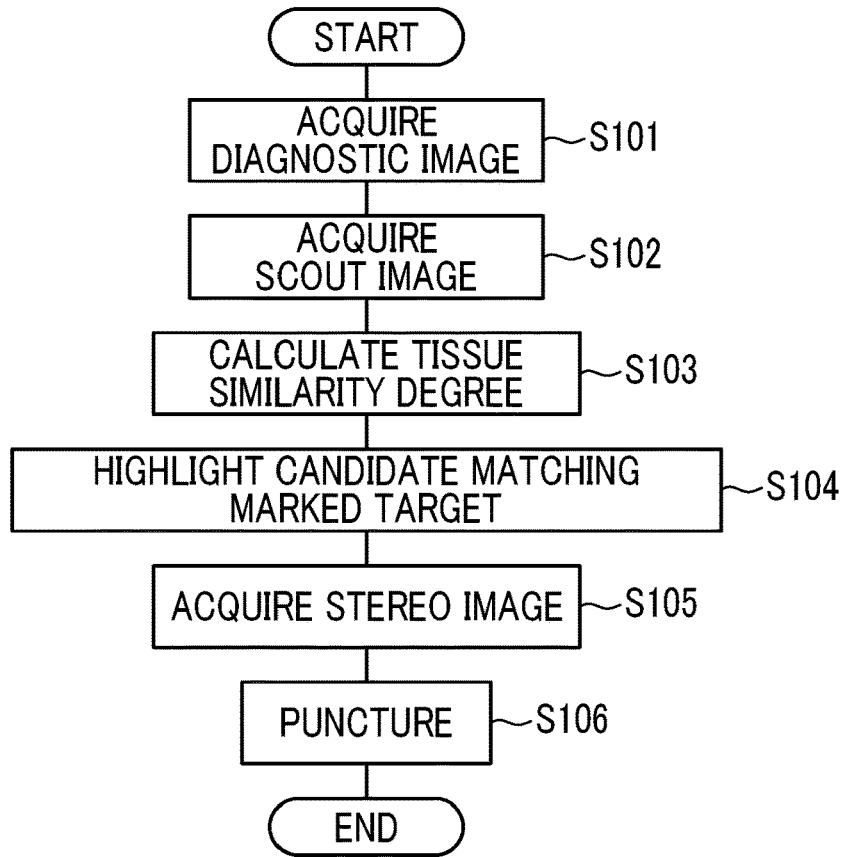 START
ACQUIRE
DIAGNOSTIC IMAGE
S101
ACQUIRE
SCOUT IMAGE
S102
CALCULATE TISSUE
SIMILARITY DEGREE
S103
HIGHLIGHT CANDIDATE MATCHING
MARKED TARGET
S104
ACQUIRE STEREO IMAGE
S105
PUNCTURE
S106
END